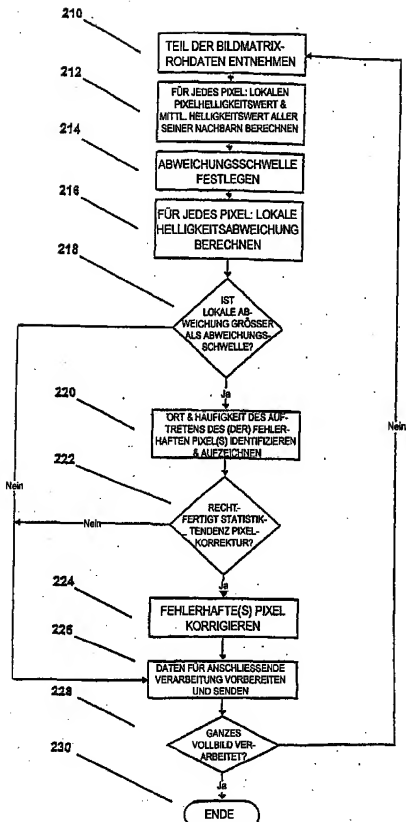 210
TEIL DER BILDMATRIX-
ROHDATEN ENTNEHMEN
212
FÜR JEDES PIXEL: LOKALEN
PIXELHELLIGKEITSWERT &
MITTL. HELLIGKEITSWERT ALLER
SEINER NACHBARN BERECHNEN
214
ABWEICHUNGSSCHWELLE
FESTLEGEN
216
FÜR JEDES PIXEL: LOKALE
HELLIGKEITSABWEICHUNG
BERECHNEN
218
IST
LOKALE AB-
WEICHUNG GRÖSSER
ALS ABWEICHUNGS-
SCHWELLE?
Ja
220
ORT & HÄUFIGKEIT DES AUF-
TRETENS DES (DER) FEHLER-
HAFTEN PIXEL(S) IDENTIFIZIEREN
& AUFZEICHNEN
222
Nein
Nein
Nein
RECHT-
FERTIGT STATISTIK-
TENDENZ PIXEL-
KORREKTUR?
Ja
224
FEHLERHAFTE(S) PIXEL
KORRIGIEREN
226
DATEN FÜR ANSCHLIESSENDE
VERARBEITUNG VORBEREITEN
UND SENDEN
228
GANZES
VOLLBILD VER-
ARBEITET?
Ja
230
ENDE